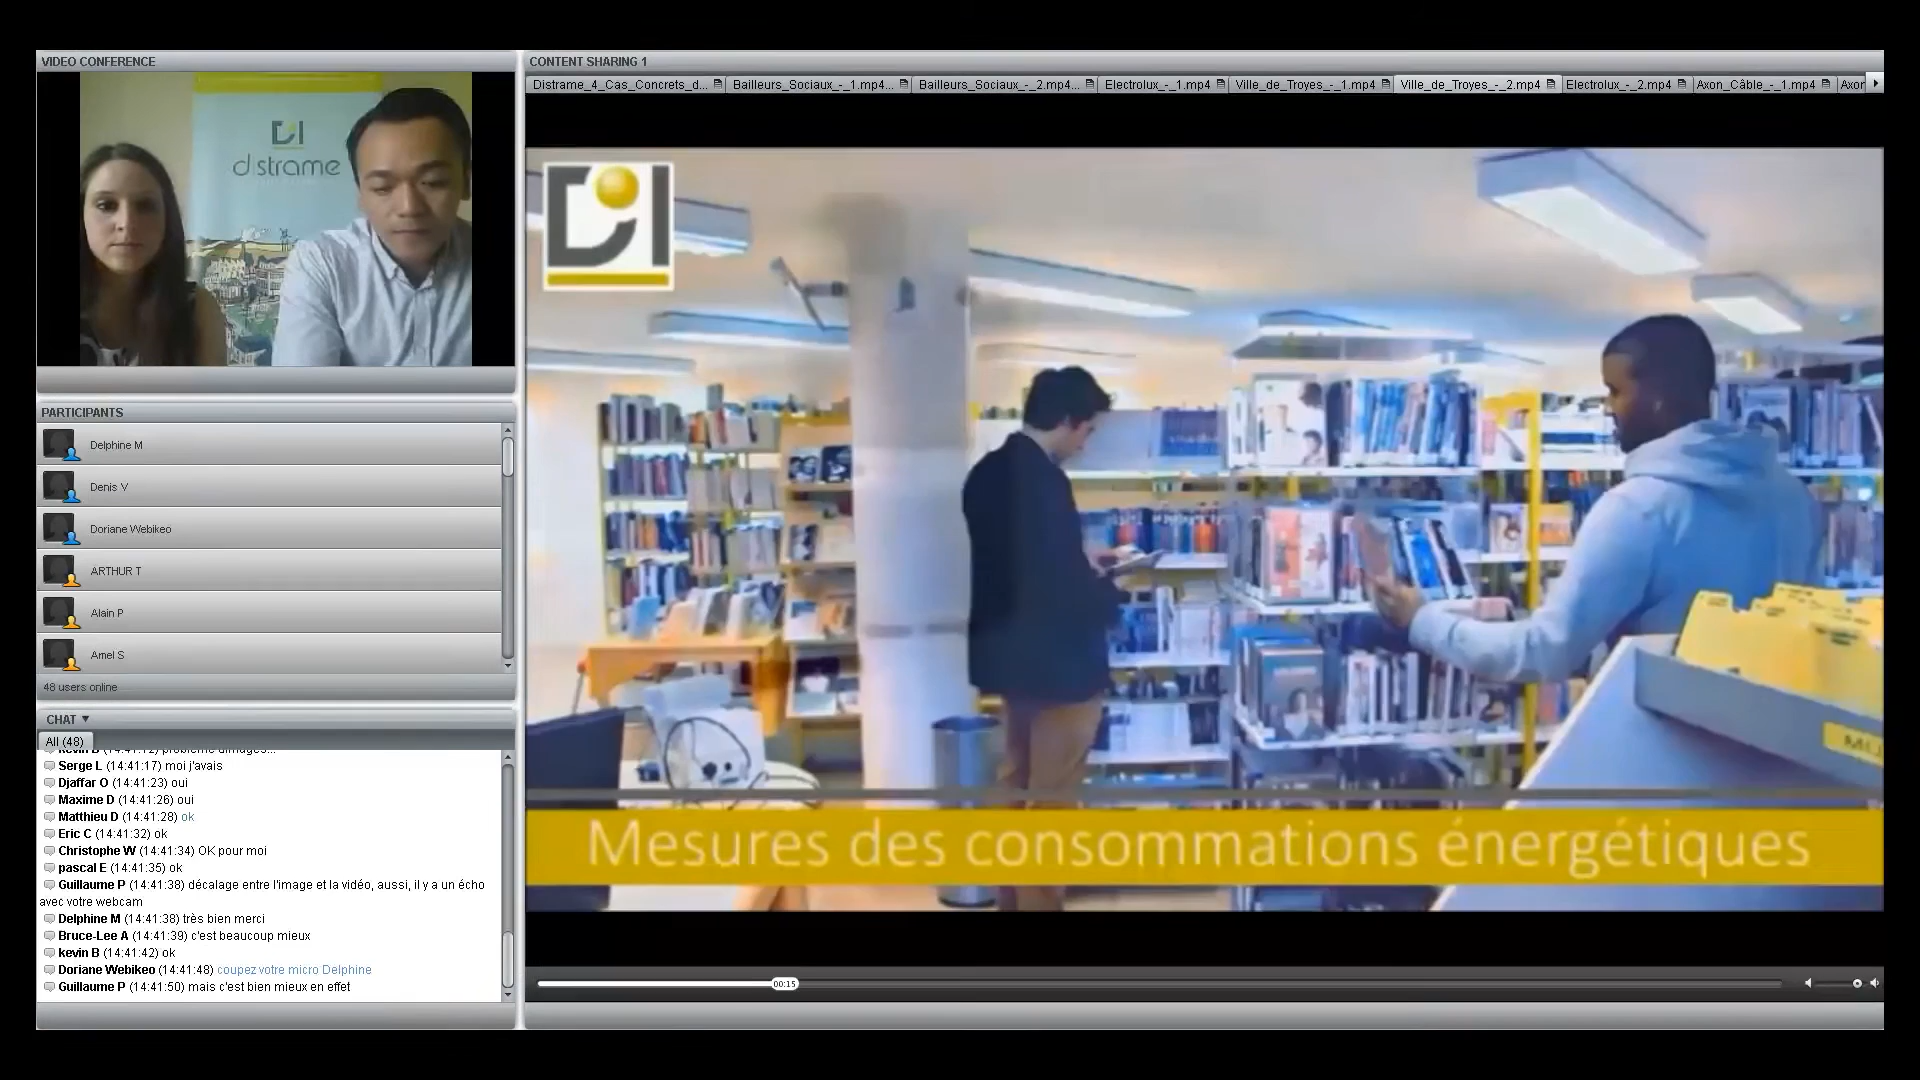 VIDEO CONFERENCE
distrame
PARTICIPANTS
Delphine M
Denis V
Doriane Webikeo
ARTHUR T
Alain P
Amel S
48 users online
CHAT
All (48)
kevin B (14:41:12) problème d'images...
Serge L (14:41:17) moi j'avais
Djaffar O (14:41:23) oui
Maxime D (14:41:26) oui
Matthieu D (14:41:28) ok
Eric C (14:41:32) ok
Christophe W (14:41:34) OK pour moi
pascal E (14:41:35) ok
Guillaume P (14:41:38) décalage entre l'image et la vidéo, aussi, il y a un écho
avec votre webcam
Delphine M (14:41:38) très bien merci
Bruce-Lee A (14:41:39) c'est beaucoup mieux
kevin B (14:41:42) ok
Doriane Webikeo (14:41:48) coupez votre micro Delphine
Guillaume P (14:41:50) mais c'est bien mieux en effet
CONTENT SHARING 1
Distrame_4_Cas_Concrets_d... Bailleurs_Sociaux_-_1.mp4... Bailleurs_Sociaux_-_2.mp4... Electrolux_-_1.mp4 Ville_de_Troyes_-_1.mp4 Ville_de_Troyes_-_2.mp4 Electrolux_-_2.mp4 Axon_Câble_-_1.mp4 Axor
Mesures des consommations énergétiques
00:15